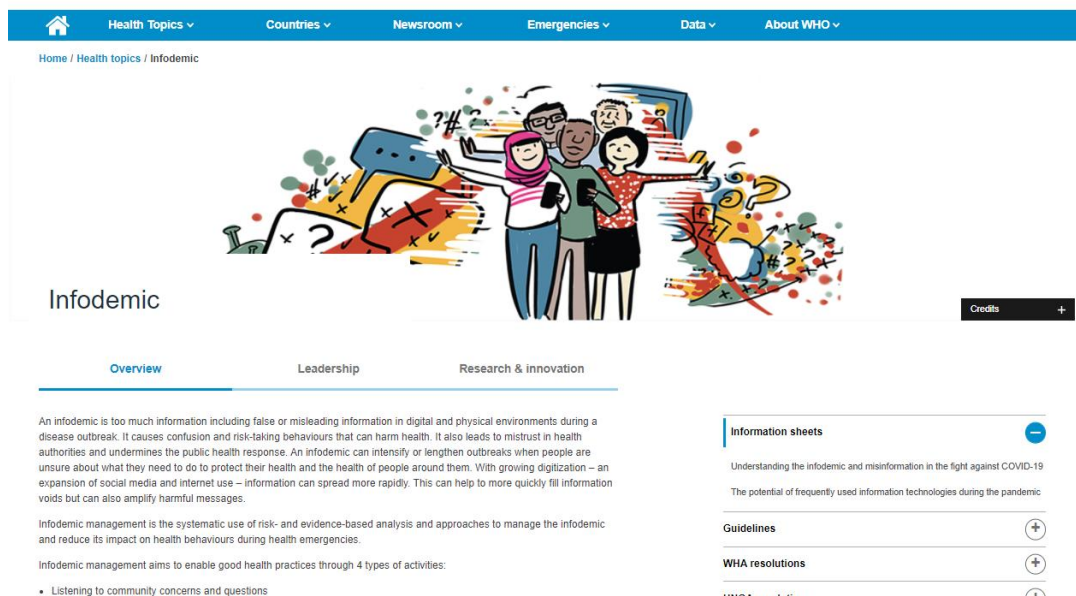 Health Topics
Countries
Newsroom
Emergencies
Data
About WHO
Home / Health topics / Infodemic
?#
?
Infodemic
Credits +
Overview
Leadership
Research & innovation
An infodemic is too much information including false or misleading information in digital and physical environments during a
disease outbreak. It causes confusion and risk-taking behaviours that can harm health. It also leads to mistrust in health
authorities and undermines the public health response. An infodemic can intensify or lengthen outbreaks when people are
unsure about what they need to do to protect their health and the health of people around them. With growing digitization – an
expansion of social media and internet use – information can spread more rapidly. This can help to more quickly fill information
voids but can also amplify harmful messages.
Infodemic management is the systematic use of risk- and evidence-based analysis and approaches to manage the infodemic
and reduce its impact on health behaviours during health emergencies.
Infodemic management aims to enable good health practices through 4 types of activities:
• Listening to community concerns and questions
Information sheets
Understanding the infodemic and misinformation in the fight against COVID-19
The potential of frequently used information technologies during the pandemic
Guidelines
WHA resolutions